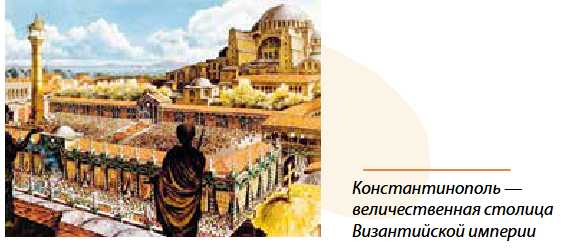 Константинополь —
величественная столица
Византийской империи